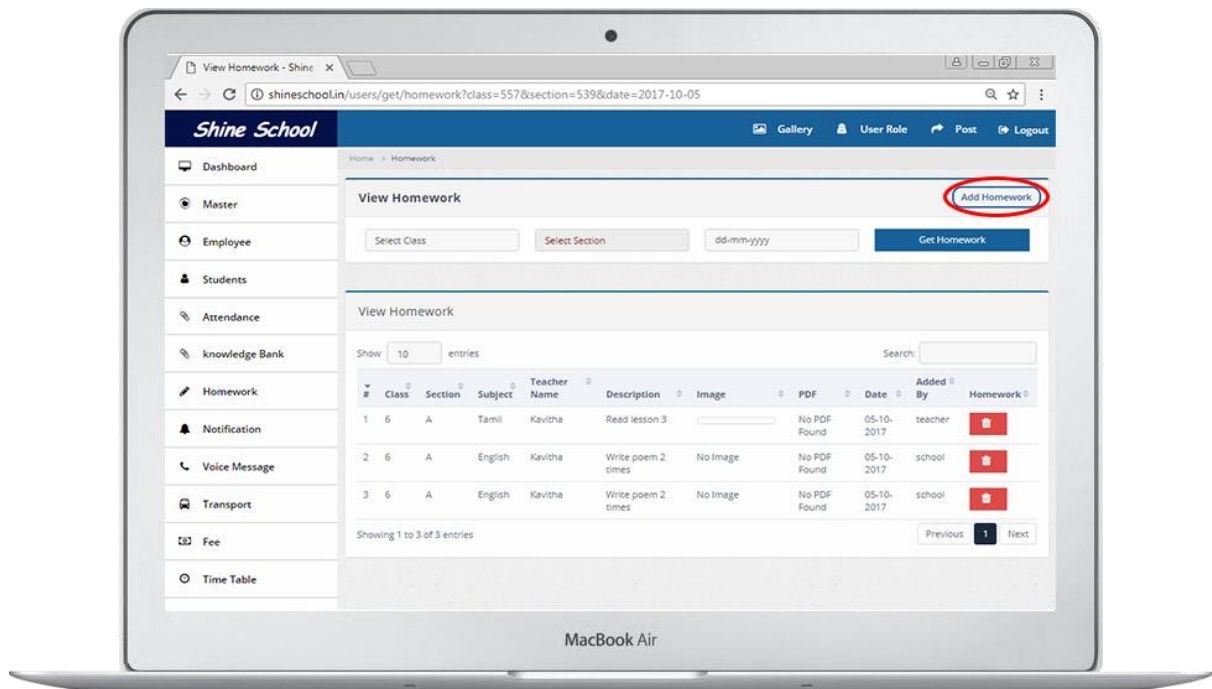 View Homework - Shine
shineschool.in/users/get/homework?class=557&section=539&date=2017-10-05
Shine School
Gallery User Role Post Logout
Dashboard
Master
Employee
Students
Attendance
knowledge Bank
Homework
Notification
Voice Message
Transport
Fee
Time Table
Home > Homework
View Homework Add Homework
Select Class Select Section dd-mm-yyyy Get Homework
View Homework
Show 10 entries Search:
# Class Section Subject Teacher Name Description Image PDF Date Added By Homework
1 6 A Tamil Kavitha Read lesson 3 No PDF Found 05-10-2017 teacher
2 6 A English Kavitha Write poem 2 times No Image No PDF Found 05-10-2017 school
3 6 A English Kavitha Write poem 2 times No Image No PDF Found 05-10-2017 school
Showing 1 to 3 of 3 entries Previous 1 Next
MacBook Air